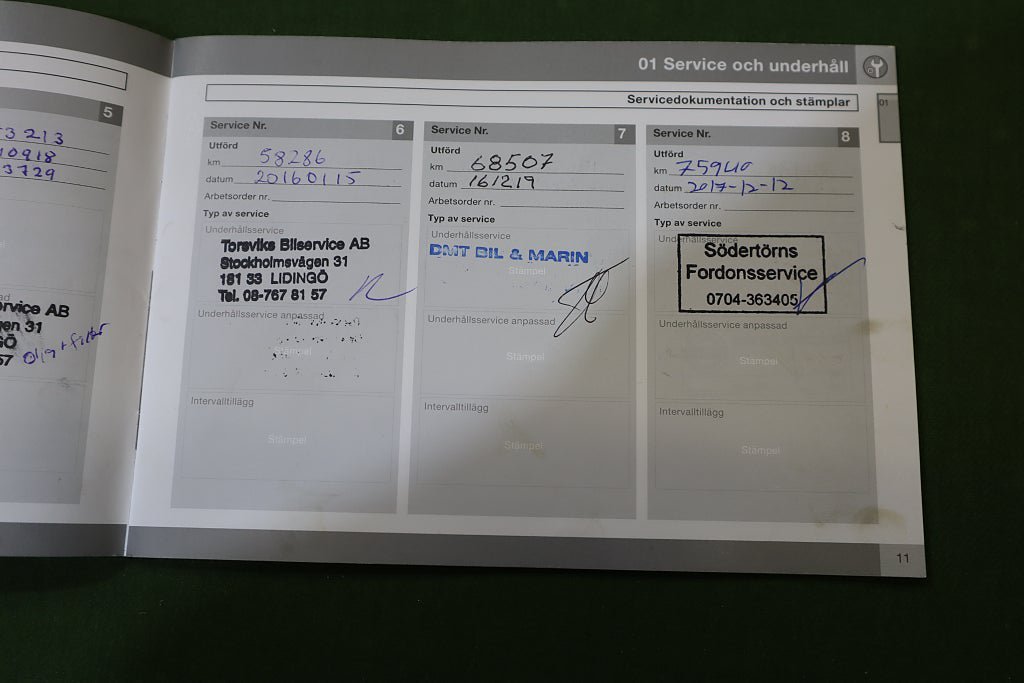 5
3213
10918
3729
rvice AB
gen 31
GÖ
57 olja + filter
01 Service och underhåll
01
Servicedokumentation och stämplar
Service Nr. 6
Utförd
km 58286
datum 20160115
Arbetsorder nr.
Typ av service
Underhållsservice
Torsviks Bilservice AB
Stockholmsvägen 31
181 33 LIDINGÖ
Tel. 08-767 81 57
Underhållsservice anpassad
Stämpel
Intervalltillägg
Stämpel
Service Nr. 7
Utförd
km 68507
datum 161219
Arbetsorder nr.
Typ av service
Underhållsservice
DMT BIL & MARIN
Stämpel
Underhållsservice anpassad
Stämpel
Intervalltillägg
Stämpel
Service Nr. 8
Utförd
km 75940
datum 2017-12-12
Arbetsorder nr.
Typ av service
Underhållsservice
Södertörns
Fordonsservice
0704-363405
Underhållsservice anpassad
Stämpel
Intervalltillägg
Stämpel
11